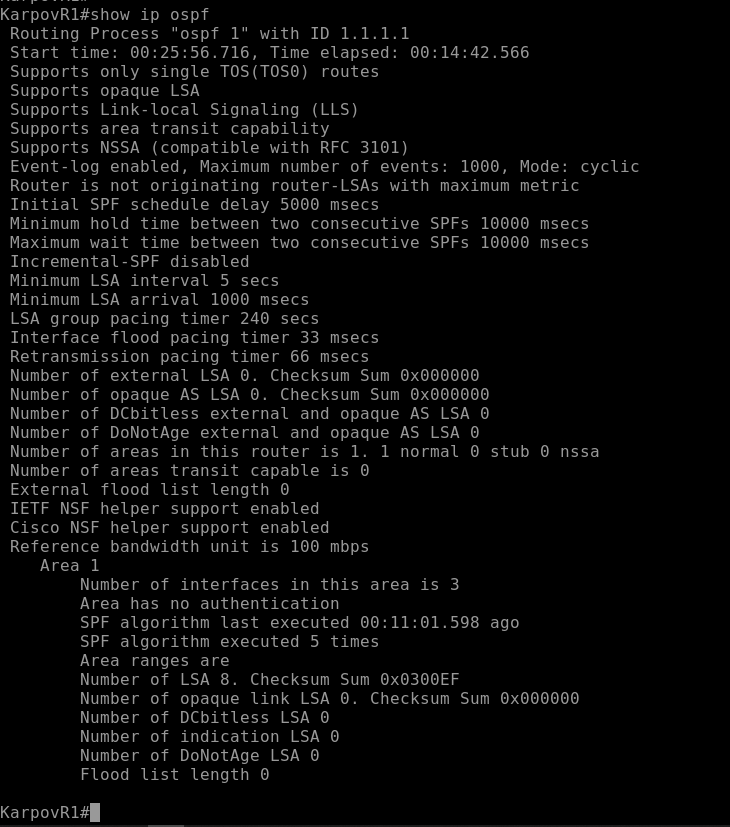 KarpovR1#show ip ospf
Routing Process "ospf 1" with ID 1.1.1.1
Start time: 00:25:56.716, Time elapsed: 00:14:42.566
Supports only single TOS(TOS0) routes
Supports opaque LSA
Supports Link-local Signaling (LLS)
Supports area transit capability
Supports NSSA (compatible with RFC 3101)
Event-log enabled, Maximum number of events: 1000, Mode: cyclic
Router is not originating router-LSAs with maximum metric
Initial SPF schedule delay 5000 msecs
Minimum hold time between two consecutive SPFs 10000 msecs
Maximum wait time between two consecutive SPFs 10000 msecs
Incremental-SPF disabled
Minimum LSA interval 5 secs
Minimum LSA arrival 1000 msecs
LSA group pacing timer 240 secs
Interface flood pacing timer 33 msecs
Retransmission pacing timer 66 msecs
Number of external LSA 0. Checksum Sum 0x000000
Number of opaque AS LSA 0. Checksum Sum 0x000000
Number of DCbitless external and opaque AS LSA 0
Number of DoNotAge external and opaque AS LSA 0
Number of areas in this router is 1. 1 normal 0 stub 0 nssa
Number of areas transit capable is 0
External flood list length 0
IETF NSF helper support enabled
Cisco NSF helper support enabled
Reference bandwidth unit is 100 mbps
Area 1
Number of interfaces in this area is 3
Area has no authentication
SPF algorithm last executed 00:11:01.598 ago
SPF algorithm executed 5 times
Area ranges are
Number of LSA 8. Checksum Sum 0x0300EF
Number of opaque link LSA 0. Checksum Sum 0x000000
Number of DCbitless LSA 0
Number of indication LSA 0
Number of DoNotAge LSA 0
Flood list length 0
KarpovR1#